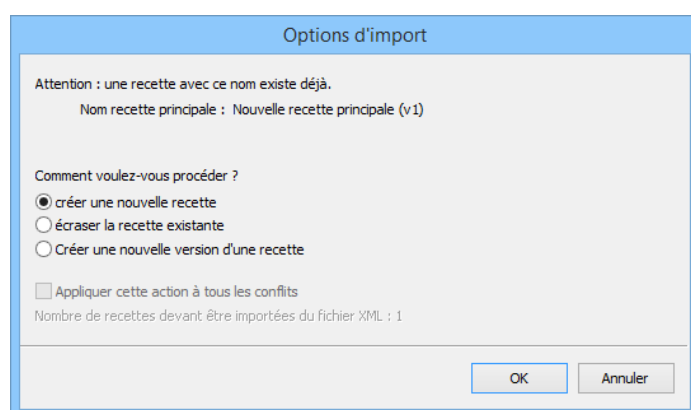 Options d'import
Attention : une recette avec ce nom existe déjà.
Nom recette principale : Nouvelle recette principale (v1)
Comment voulez-vous procéder ?
créer une nouvelle recette
écraser la recette existante
Créer une nouvelle version d'une recette
Appliquer cette action à tous les conflits
Nombre de recettes devant être importées du fichier XML : 1
OK Annuler